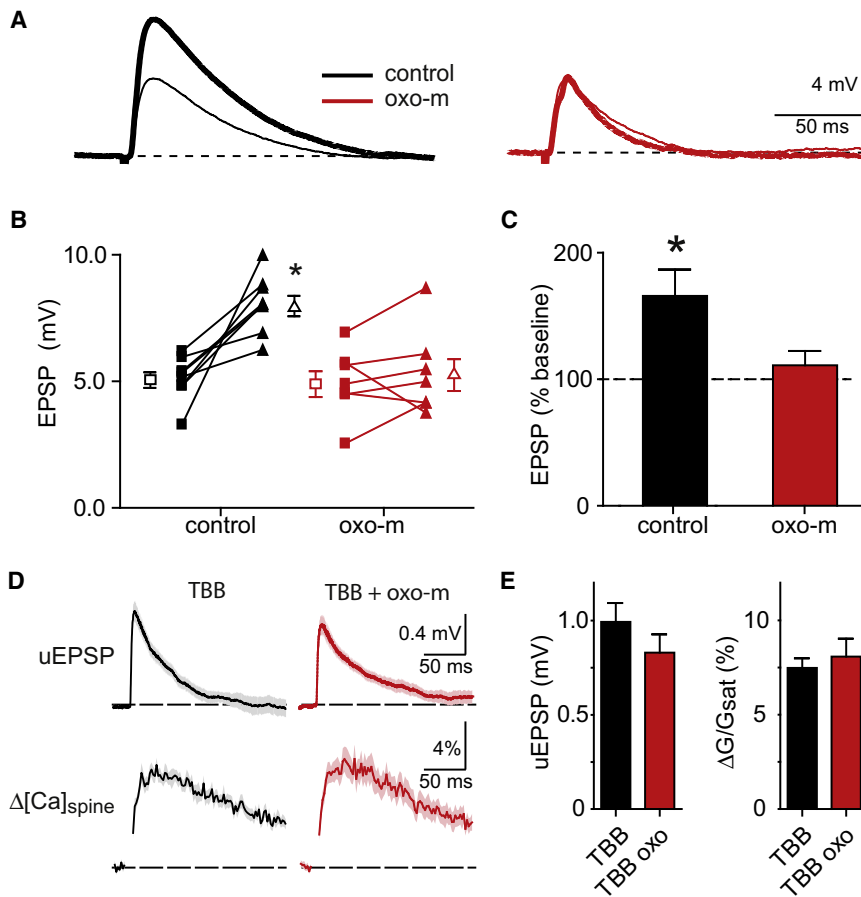 A
control
oxo-m
4 mV
50 ms
B
EPSP (mV)
10.0
5.0
0.0
*
control
oxo-m
C
EPSP (% baseline)
200
100
0
*
control
oxo-m
D
TBB
TBB + oxo-m
uEPSP
0.4 mV
50 ms
Δ[Ca]spine
4%
50 ms
E
uEPSP (mV)
1.0
0.5
0
TBB
TBB oxo
ΔG/Gsat (%)
10
5
0
TBB
TBB oxo